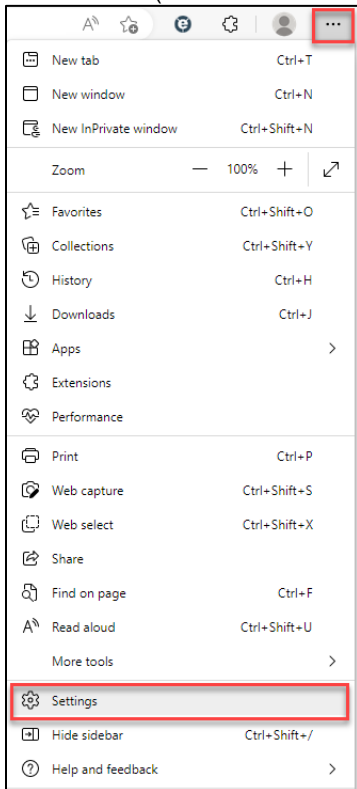 New tab Ctrl+T
New window Ctrl+N
New InPrivate window Ctrl+Shift+N
Zoom — 100% +
Favorites Ctrl+Shift+O
Collections Ctrl+Shift+Y
History Ctrl+H
Downloads Ctrl+J
Apps
Extensions
Performance
Print Ctrl+P
Web capture Ctrl+Shift+S
Web select Ctrl+Shift+X
Share
Find on page Ctrl+F
Read aloud Ctrl+Shift+U
More tools
Settings
Hide sidebar Ctrl+Shift+/
Help and feedback